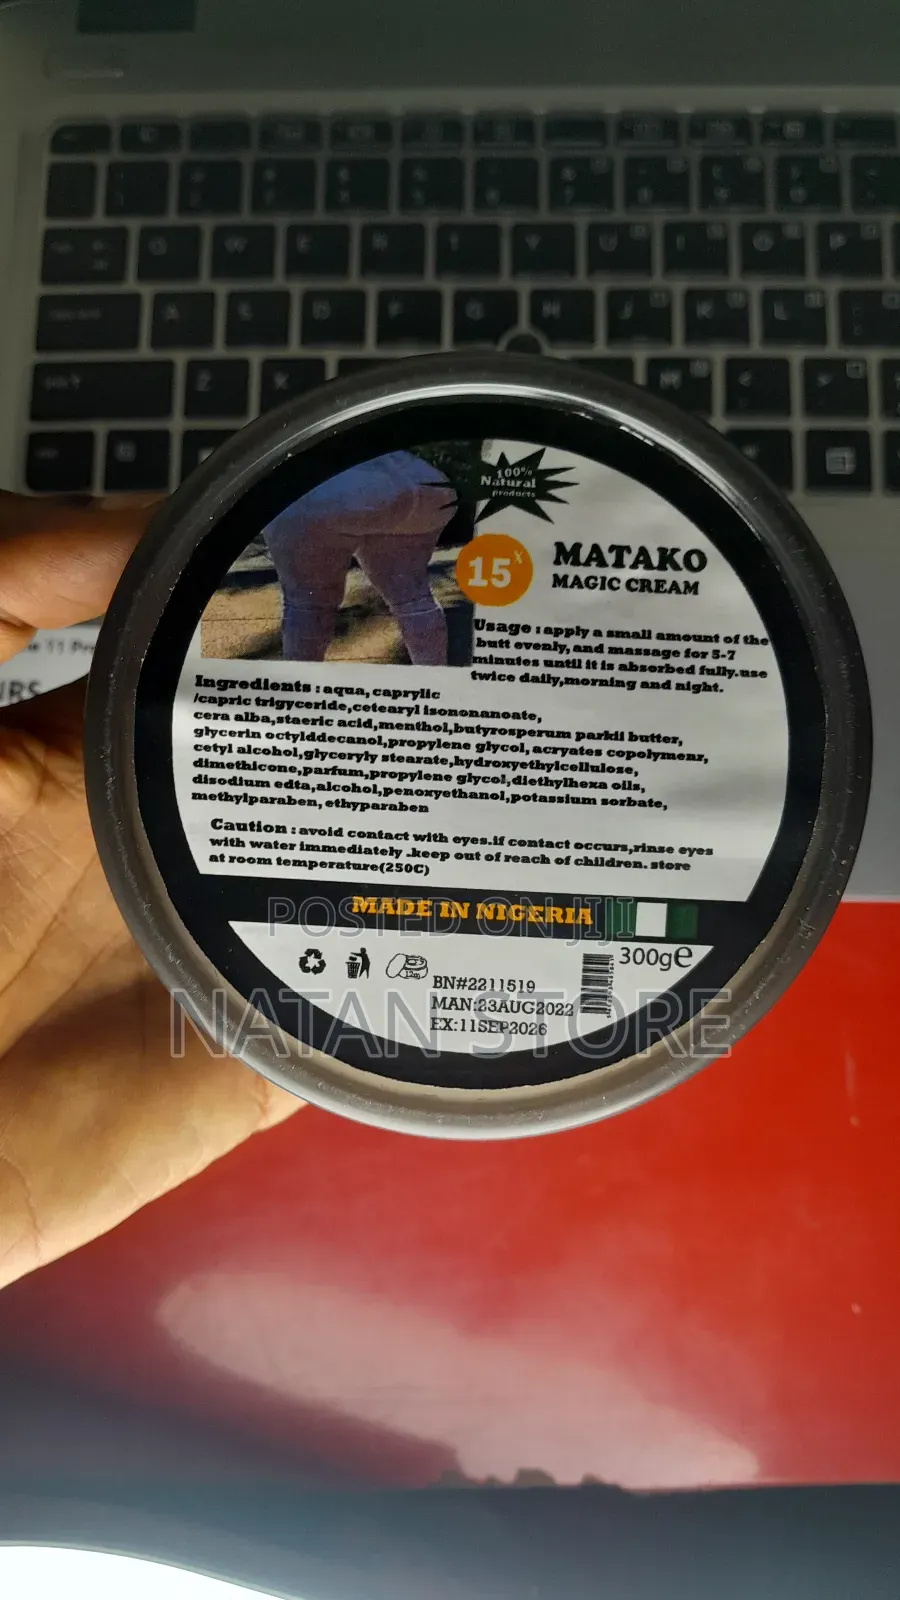 100%
Natural
products
15x
MATAKO
MAGIC CREAM
Usage : apply a small amount of the
butt evenly, and massage for 5-7
minutes until it is absorbed fully.use
twice daily,morning and night.
Ingredients : aqua, caprylic
/capric trigyceride,cetearyl isononanoate,
cera alba,staeric acid,menthol,butyrosperum parkii butter,
glycerin octylddecanol,propylene glycol, acryates copolymenr,
cetyl alcohol,glyceryly stearate,hydroxyethylcellulose,
dimethicone,parfum,propylene glycol,diethylhexa oils,
disodium edta,alcohol,penoxyethanol,potassium sorbate,
methylparaben, ethyparaben
Caution : avoid contact with eyes.if contact occurs,rinse eyes
with water immediately .keep out of reach of children. store
at room temperature(250C)
MADE IN NIGERIA
POSTED ON JIJI
300g℮
12m
BN#2211519
MAN:23AUG2022
EX:11SEP2026
NATAN STORE